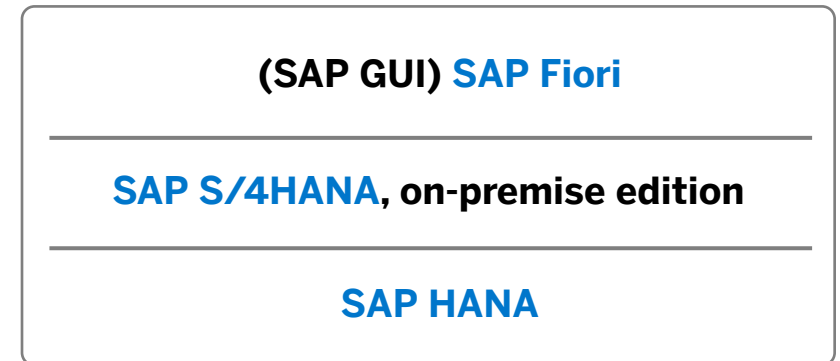 (SAP GUI) SAP Fiori
SAP S/4HANA, on-premise edition
SAP HANA